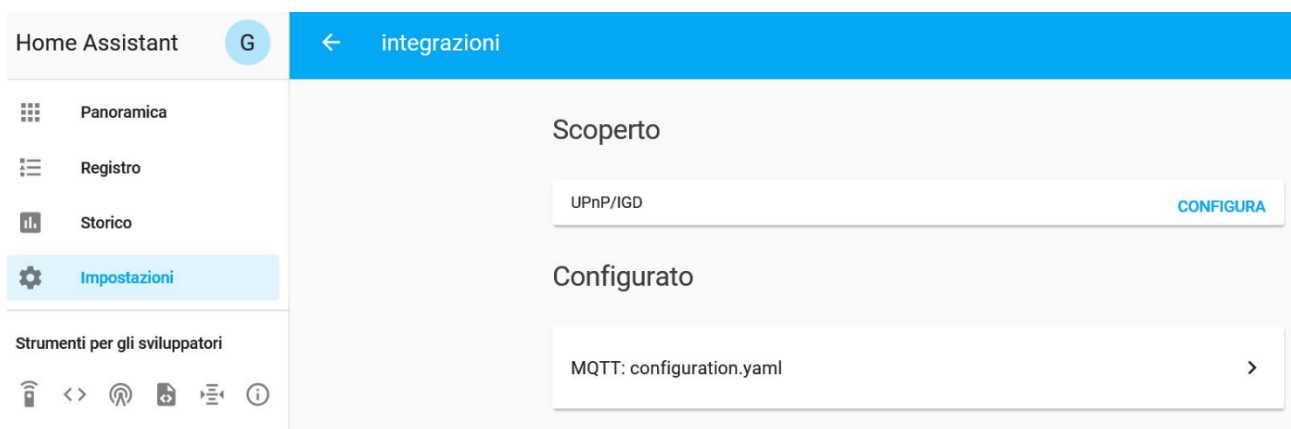 Home Assistant
G
integrazioni
Panoramica
Registro
Storico
Impostazioni
Strumenti per gli sviluppatori
Scoperto
UPnP/IGD
CONFIGURA
Configurato
MQTT: configuration.yaml